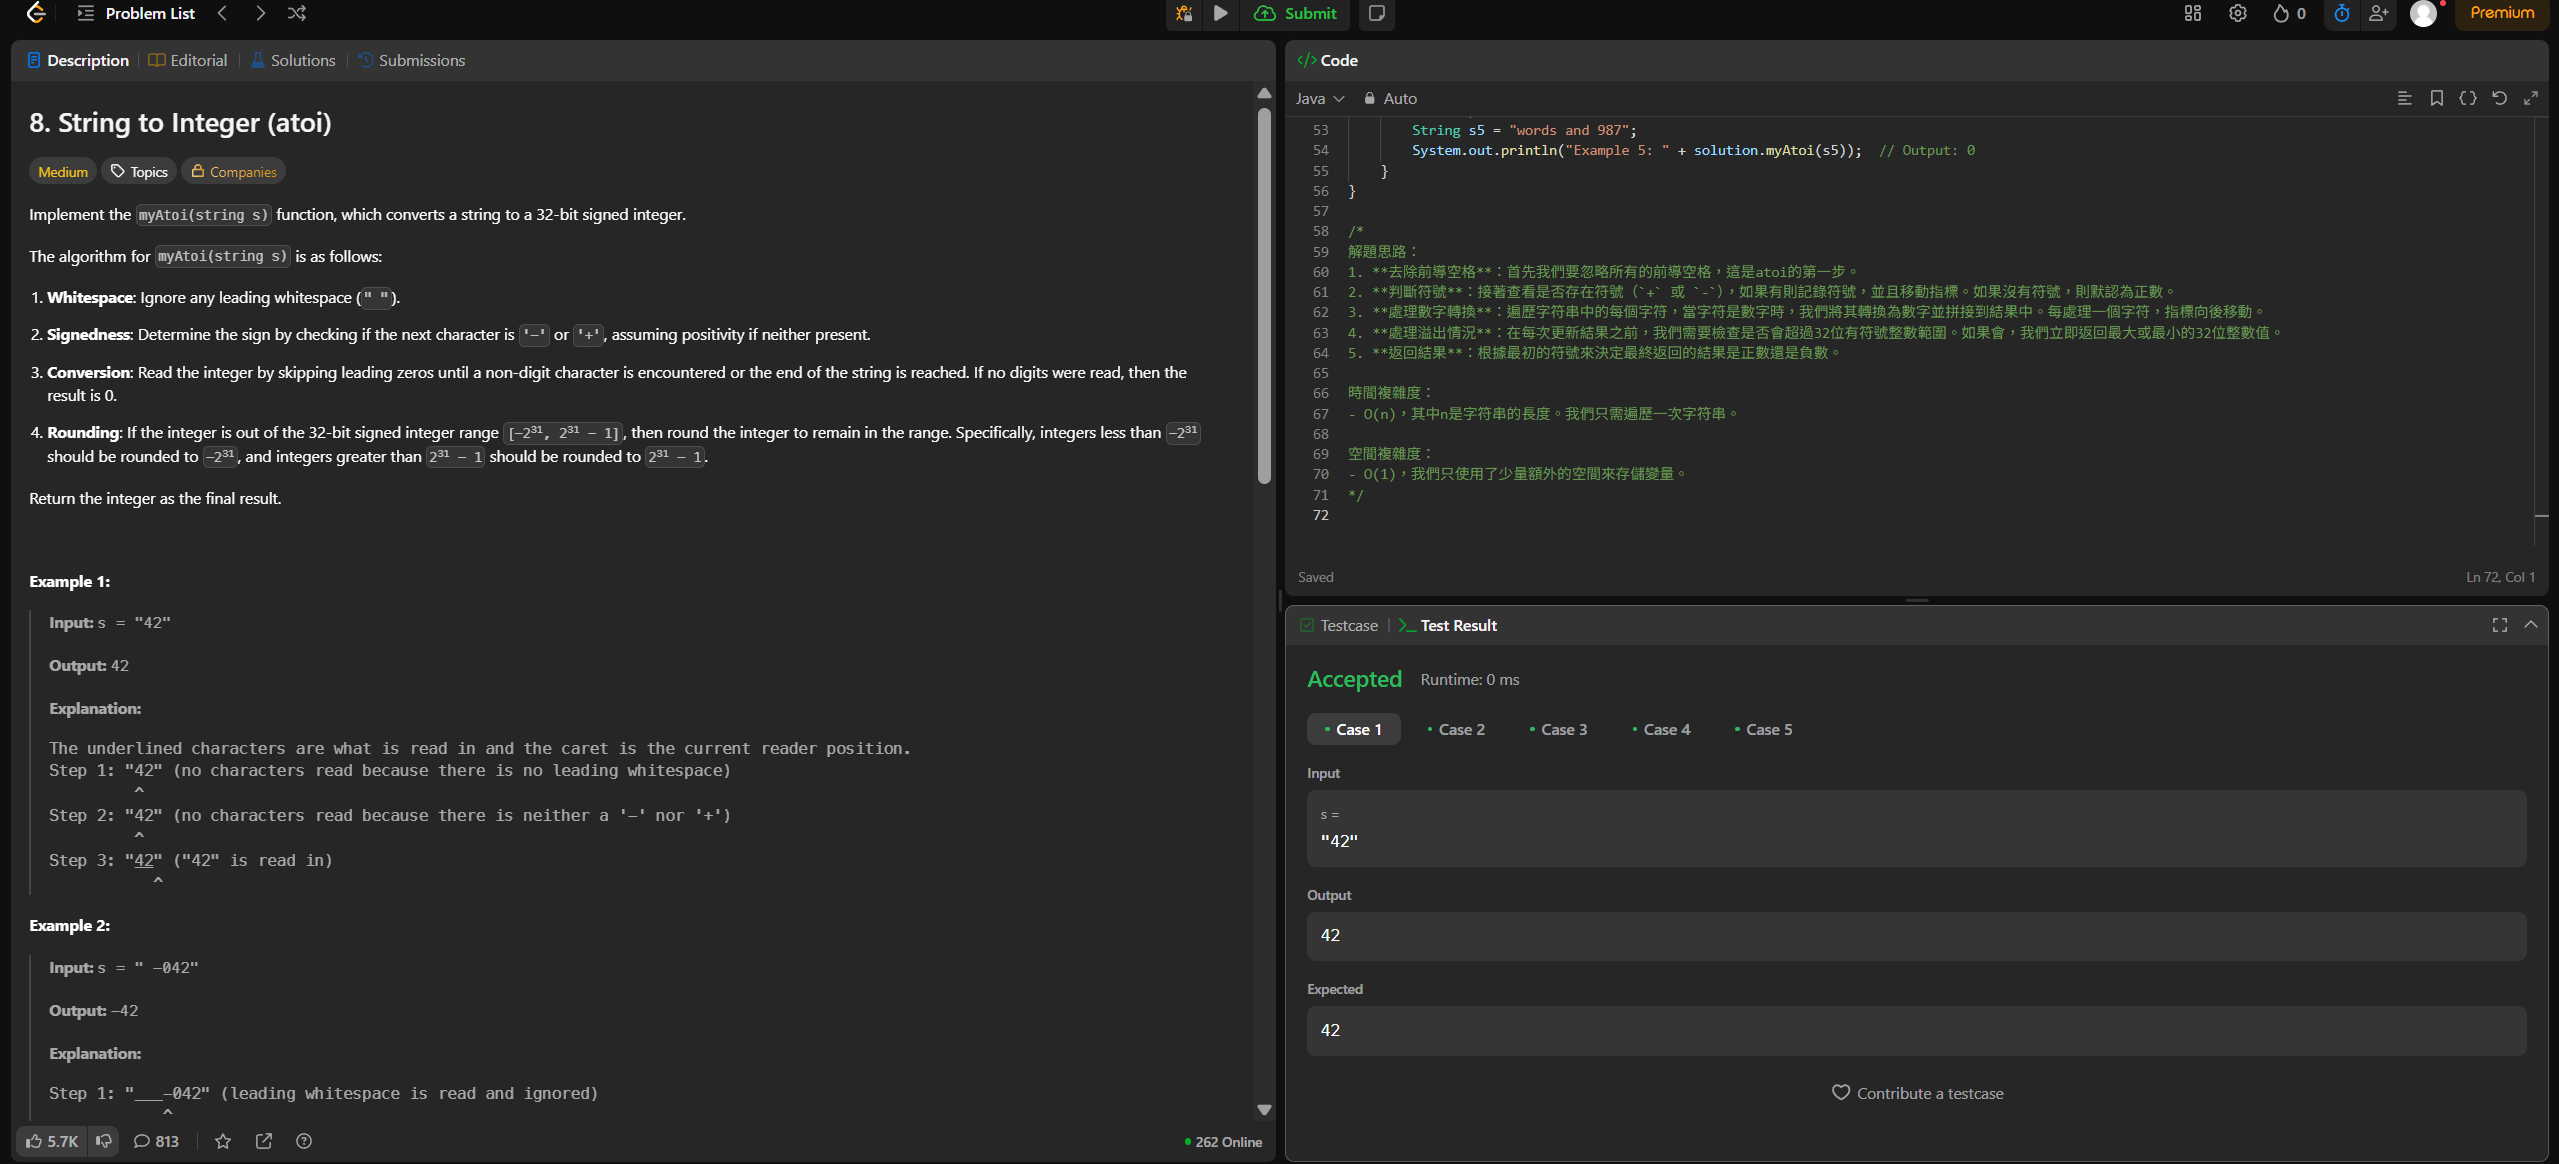 Problem List
Submit
0
Premium
Description
Editorial
Solutions
Submissions
8. String to Integer (atoi)
Medium
Topics
Companies
Implement the myAtoi(string s) function, which converts a string to a 32-bit signed integer.
The algorithm for myAtoi(string s) is as follows:
1. Whitespace: Ignore any leading whitespace (" ").
2. Signedness: Determine the sign by checking if the next character is '-' or '+', assuming positivity if neither present.
3. Conversion: Read the integer by skipping leading zeros until a non-digit character is encountered or the end of the string is reached. If no digits were read, then the
result is 0.
4. Rounding: If the integer is out of the 32-bit signed integer range [-2³¹, 2³¹ - 1], then round the integer to remain in the range. Specifically, integers less than -2³¹
should be rounded to -2³¹, and integers greater than 2³¹ - 1 should be rounded to 2³¹ - 1.
Return the integer as the final result.
Example 1:
Input: s = "42"
Output: 42
Explanation:
The underlined characters are what is read in and the caret is the current reader position.
Step 1: "42" (no characters read because there is no leading whitespace)
^
Step 2: "42" (no characters read because there is neither a '-' nor '+')
^
Step 3: "42" ("42" is read in)
^
Example 2:
Input: s = " -042"
Output: -42
Explanation:
Step 1: "___-042" (leading whitespace is read and ignored)
^
5.7K
813
262 Online
</> Code
Java
Auto
53 String s5 = "words and 987";
54 System.out.println("Example 5: " + solution.myAtoi(s5)); // Output: 0
55 }
56 }
57
58 /*
59 解題思路：
60 1. **去除前導空格**：首先我們要忽略所有的前導空格，這是atoi的第一步。
61 2. **判斷符號**：接著查看是否存在符號（`+` 或 `-`），如果有則記錄符號，並且移動指標。如果沒有符號，則默認為正數。
62 3. **處理數字轉換**：遍歷字符串中的每個字符，當字符是數字時，我們將其轉換為數字並拼接到結果中。每處理一個字符，指標向後移動。
63 4. **處理溢出情況**：在每次更新結果之前，我們需要檢查是否會超過32位有符號整數範圍。如果會，我們立即返回最大或最小的32位整數值。
64 5. **返回結果**：根據最初的符號來決定最終返回的結果是正數還是負數。
65
66 時間複雜度：
67 - O(n)，其中n是字符串的長度。我們只需遍歷一次字符串。
68
69 空間複雜度：
70 - O(1)，我們只使用了少量額外的空間來存儲變量。
71 */
72
Saved
Ln 72, Col 1
Testcase
Test Result
Accepted
Runtime: 0 ms
Case 1
Case 2
Case 3
Case 4
Case 5
Input
s =
"42"
Output
42
Expected
42
Contribute a testcase